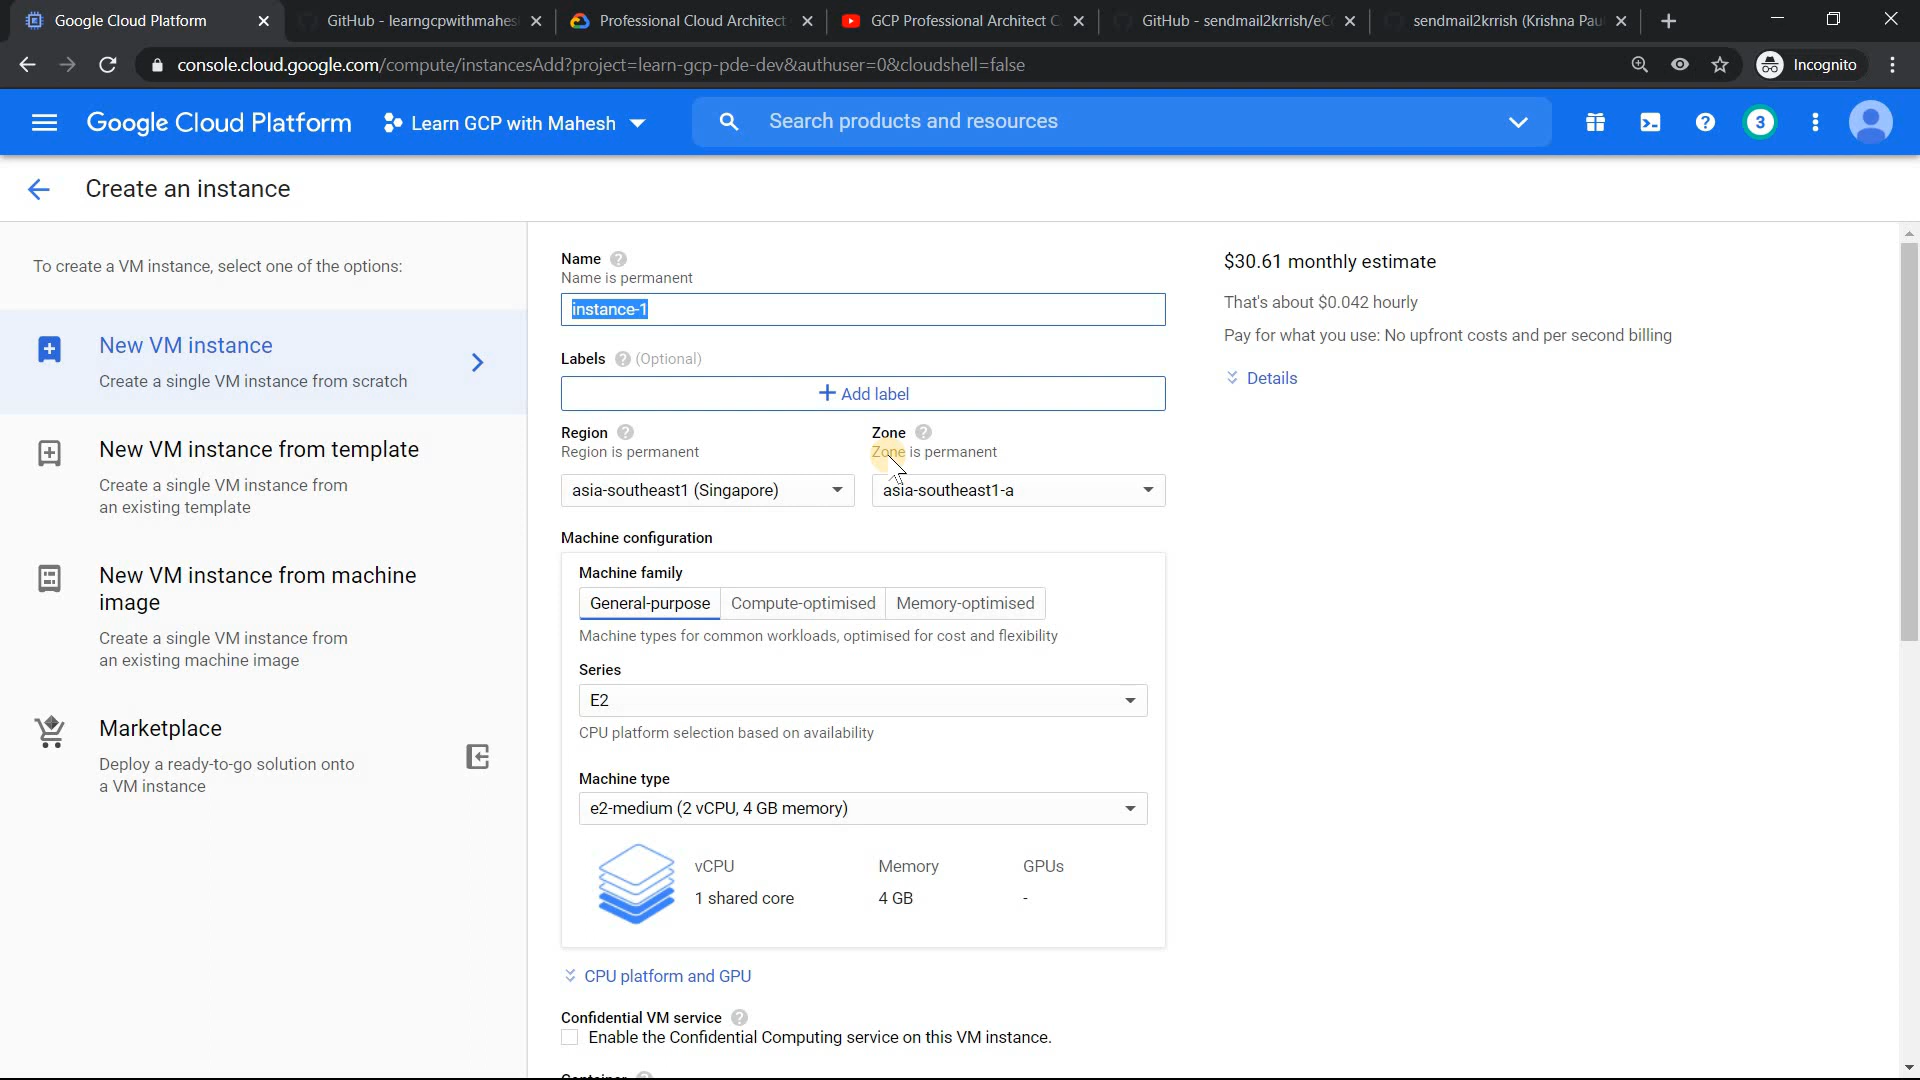 Google Cloud Platform
GitHub - learngcpwithmahes
Professional Cloud Architect
GCP Professional Architect C
GitHub - sendmail2krrish/eC
sendmail2krrish (Krishna Pau
console.cloud.google.com/compute/instancesAdd?project=learn-gcp-pde-dev&authuser=0&cloudshell=false
Incognito
Google Cloud Platform
Learn GCP with Mahesh
Search products and resources
3
Create an instance
To create a VM instance, select one of the options:
New VM instance
Create a single VM instance from scratch
New VM instance from template
Create a single VM instance from
an existing template
New VM instance from machine
image
Create a single VM instance from
an existing machine image
Marketplace
Deploy a ready-to-go solution onto
a VM instance
Name
Name is permanent
instance-1
Labels (Optional)
Add label
Region
Region is permanent
asia-southeast1 (Singapore)
Zone
Zone is permanent
asia-southeast1-a
Machine configuration
Machine family
General-purpose
Compute-optimised
Memory-optimised
Machine types for common workloads, optimised for cost and flexibility
Series
E2
CPU platform selection based on availability
Machine type
e2-medium (2 vCPU, 4 GB memory)
vCPU
Memory
GPUs
1 shared core
4 GB
-
CPU platform and GPU
Confidential VM service
Enable the Confidential Computing service on this VM instance.
$30.61 monthly estimate
That's about $0.042 hourly
Pay for what you use: No upfront costs and per second billing
Details